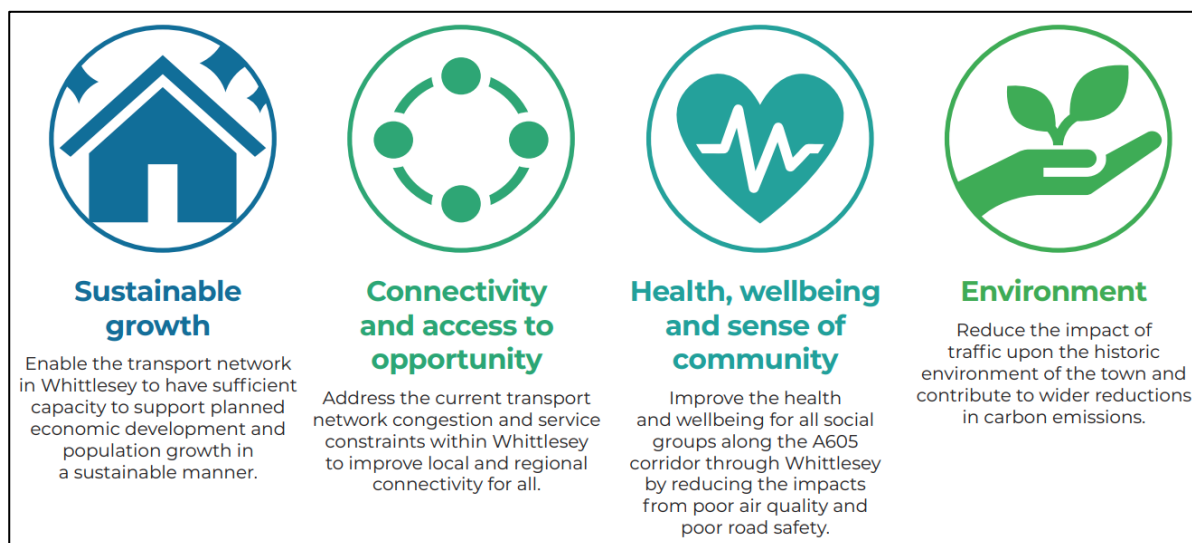 Sustainable
growth
Enable the transport network
in Whittlesey to have sufficient
capacity to support planned
economic development and
population growth in
a sustainable manner.
Connectivity
and access to
opportunity
Address the current transport
network congestion and service
constraints within Whittlesey
to improve local and regional
connectivity for all.
Health, wellbeing
and sense of
community
Improve the health
and wellbeing for all social
groups along the A605
corridor through Whittlesey
by reducing the impacts
from poor air quality and
poor road safety.
Environment
Reduce the impact of
traffic upon the historic
environment of the town and
contribute to wider reductions
in carbon emissions.